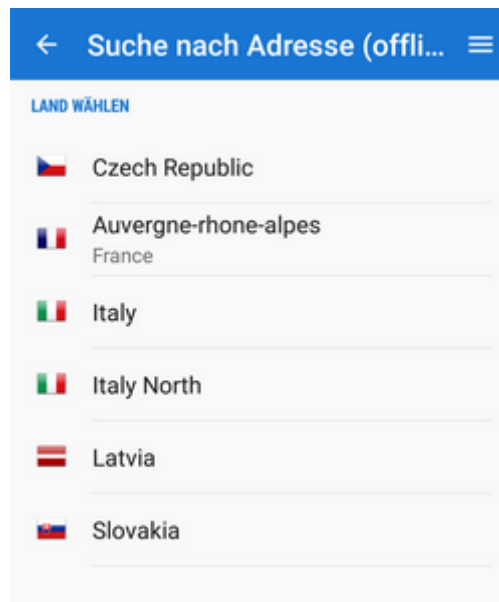 Suche nach Adresse (offli...
LAND WÄHLEN
Czech Republic
Auvergne-rhone-alpes
France
Italy
Italy North
Latvia
Slovakia